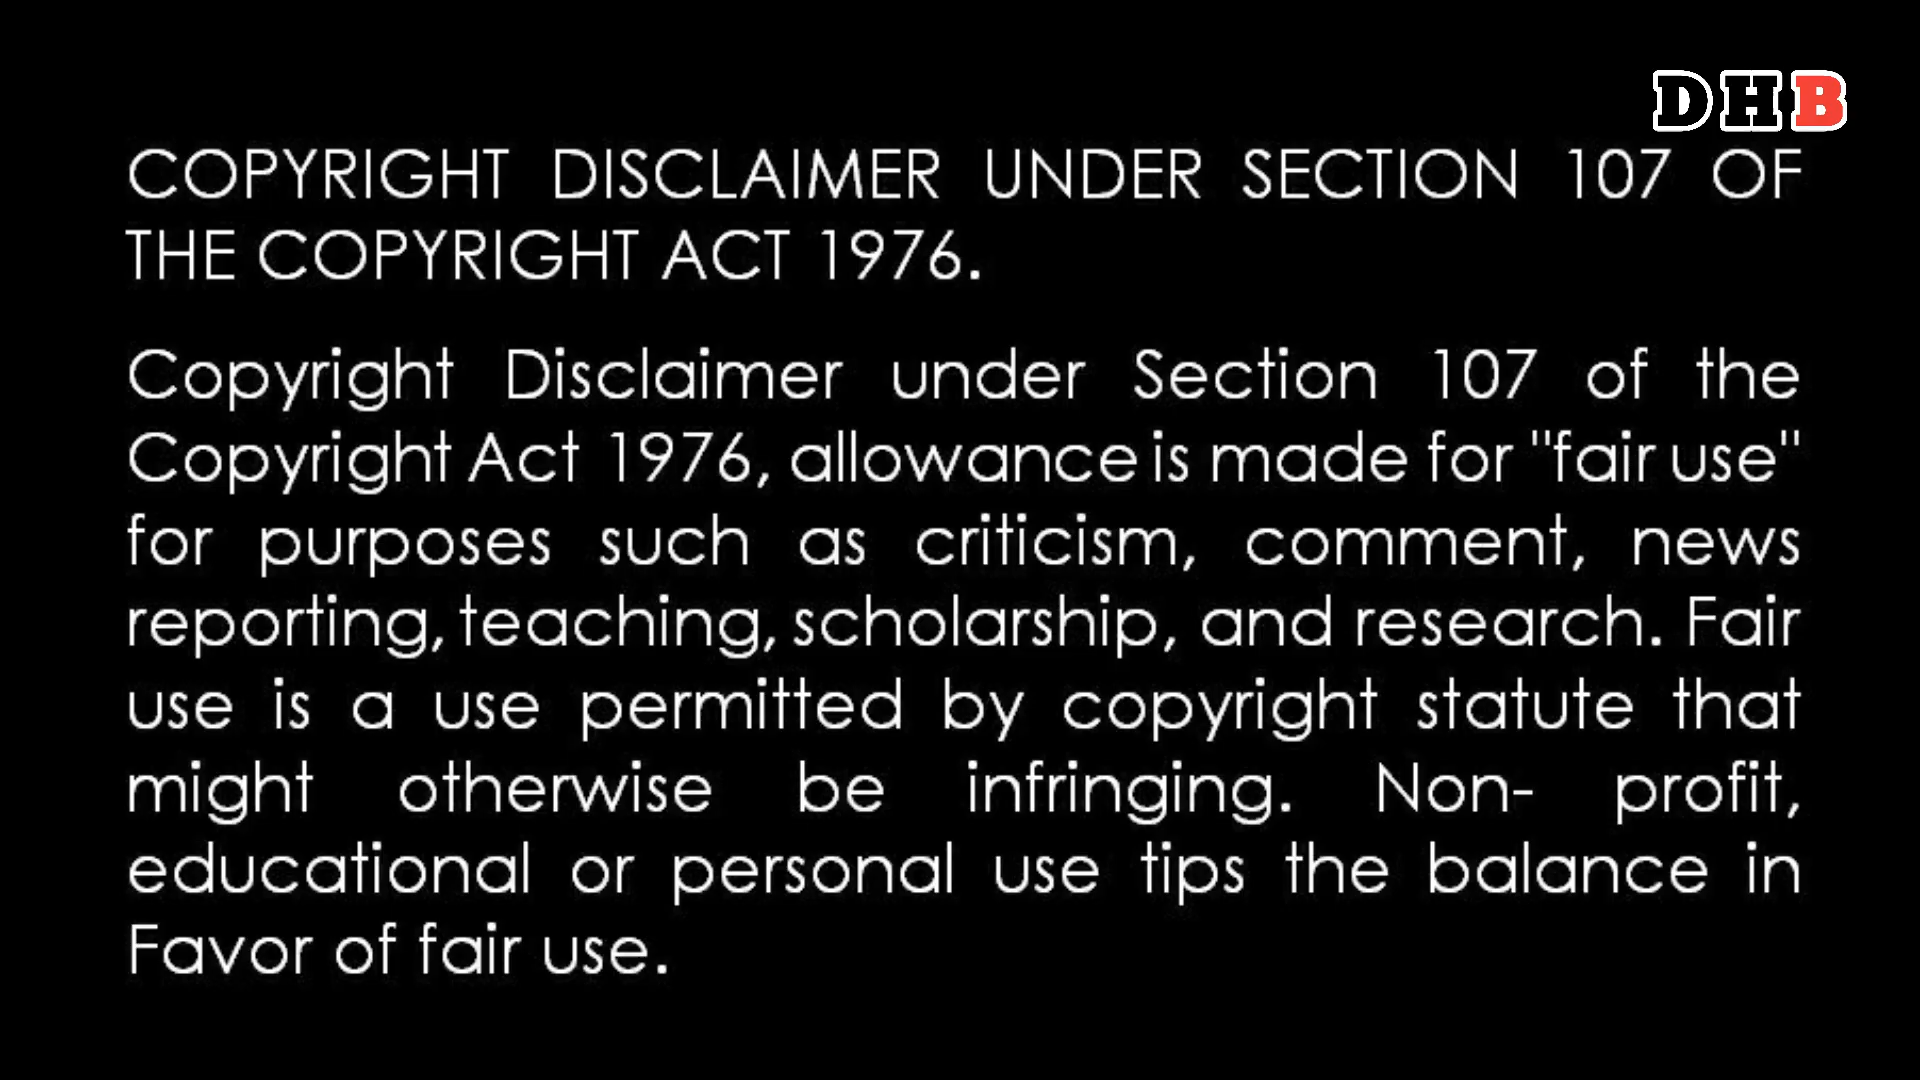 DHB
COPYRIGHT DISCLAIMER UNDER SECTION 107 OF
THE COPYRIGHT ACT 1976.
Copyright Disclaimer under Section 107 of the
Copyright Act 1976, allowance is made for "fair use"
for purposes such as criticism, comment, news
reporting, teaching, scholarship, and research. Fair
use is a use permitted by copyright statute that
might otherwise be infringing. Non- profit,
educational or personal use tips the balance in
Favor of fair use.